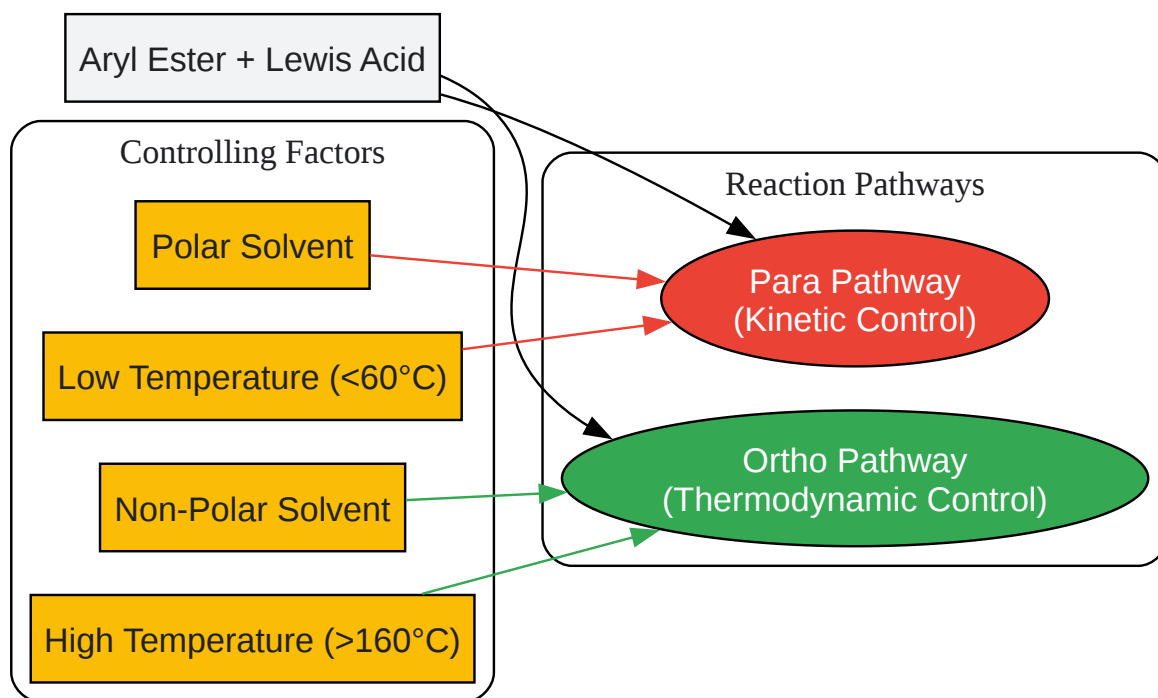 Aryl Ester + Lewis Acid
Controlling Factors
Polar Solvent
Low Temperature (<60°C)
Non-Polar Solvent
High Temperature (>160°C)
Reaction Pathways
Para Pathway
(Kinetic Control)
Ortho Pathway
(Thermodynamic Control)